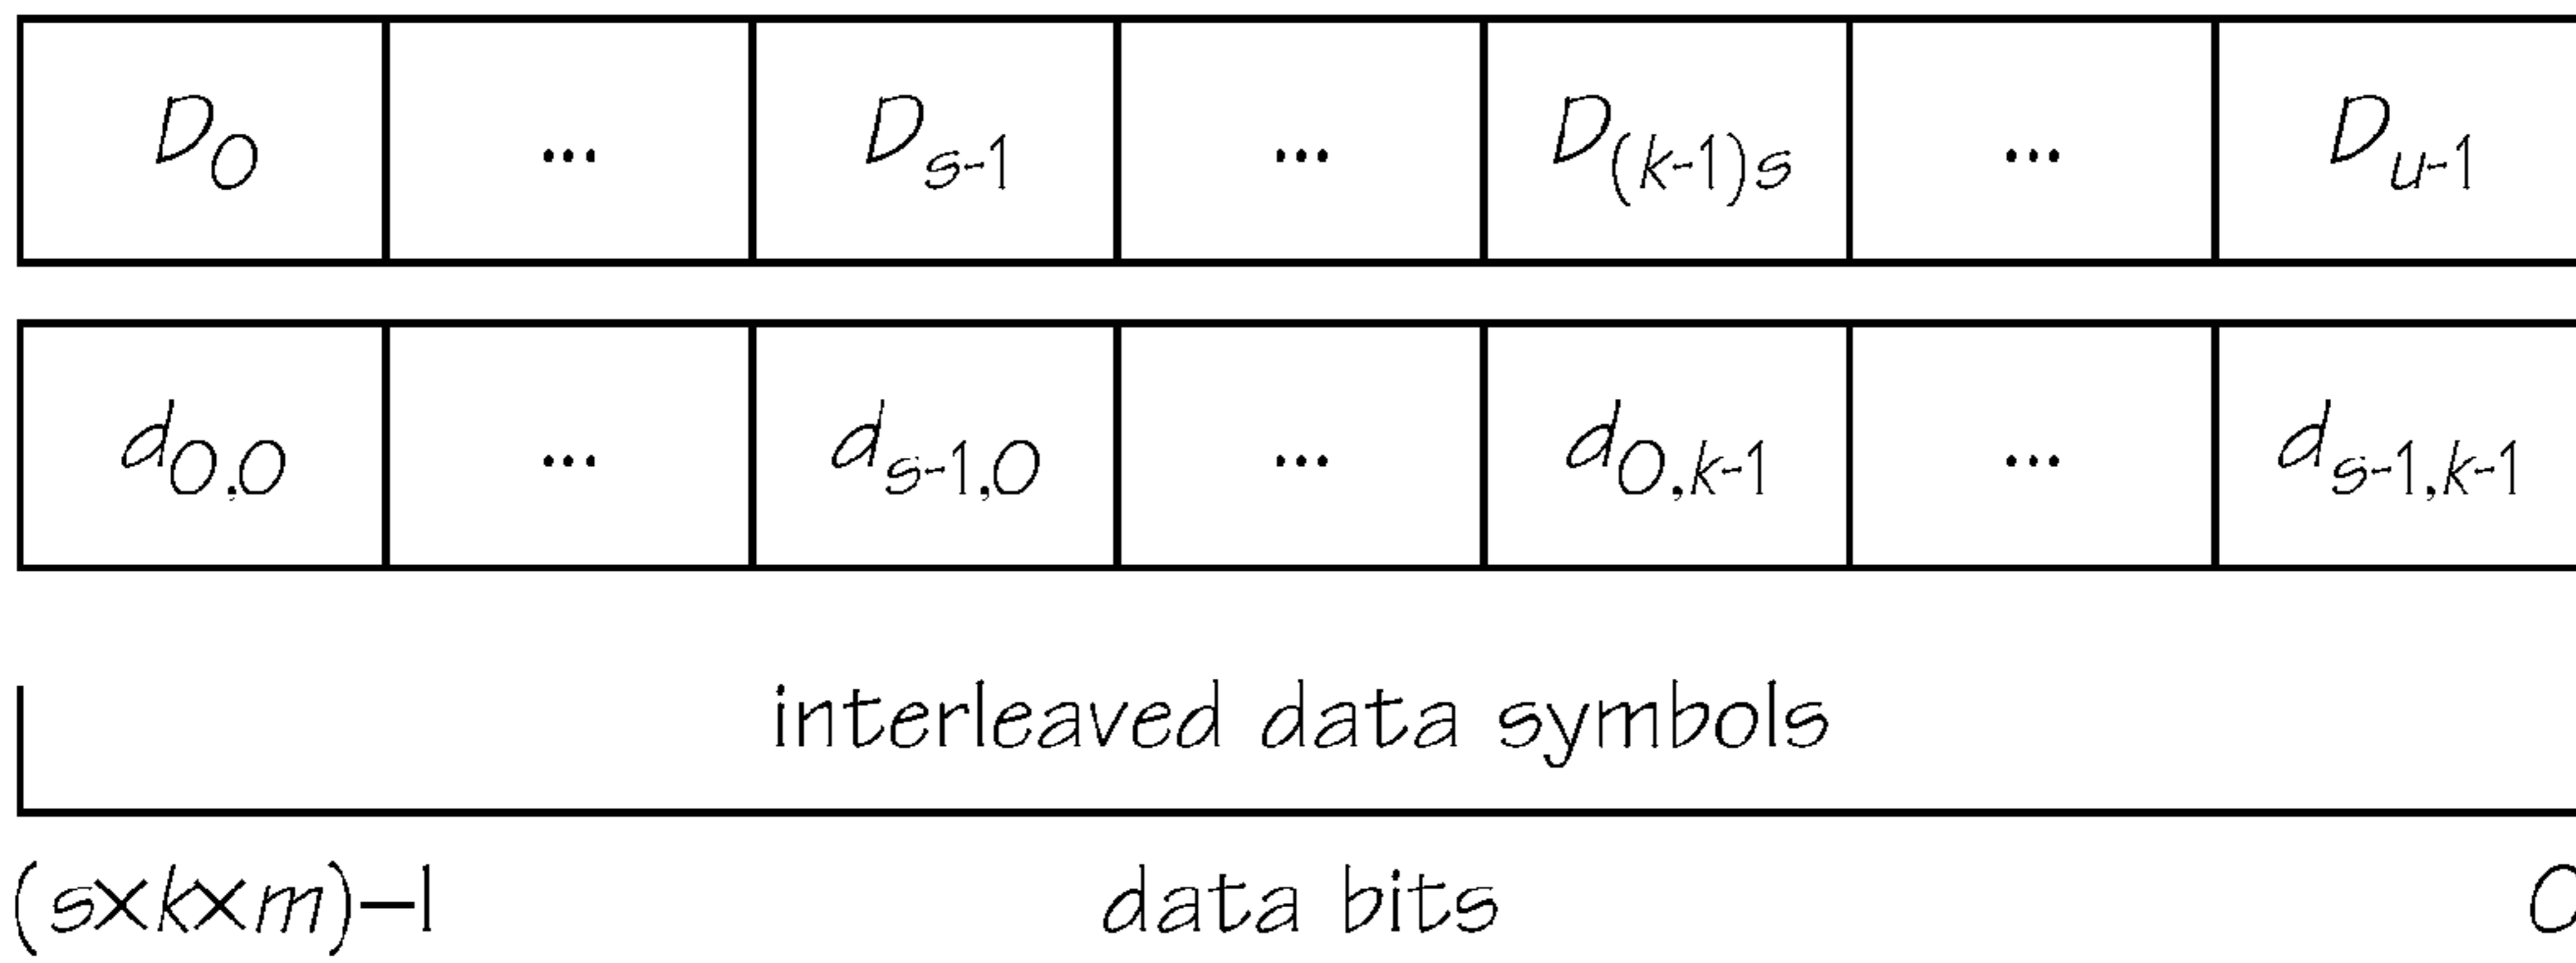 D₀ ... Dₛ₋₁ ... D₍ₖ₋₁₎ₛ ... Dᵤ₋₁
d₀,₀ ... dₛ₋₁,₀ ... d₀,ₖ₋₁ ... dₛ₋₁,ₖ₋₁
interleaved data symbols
(s×k×m)–1 data bits 0